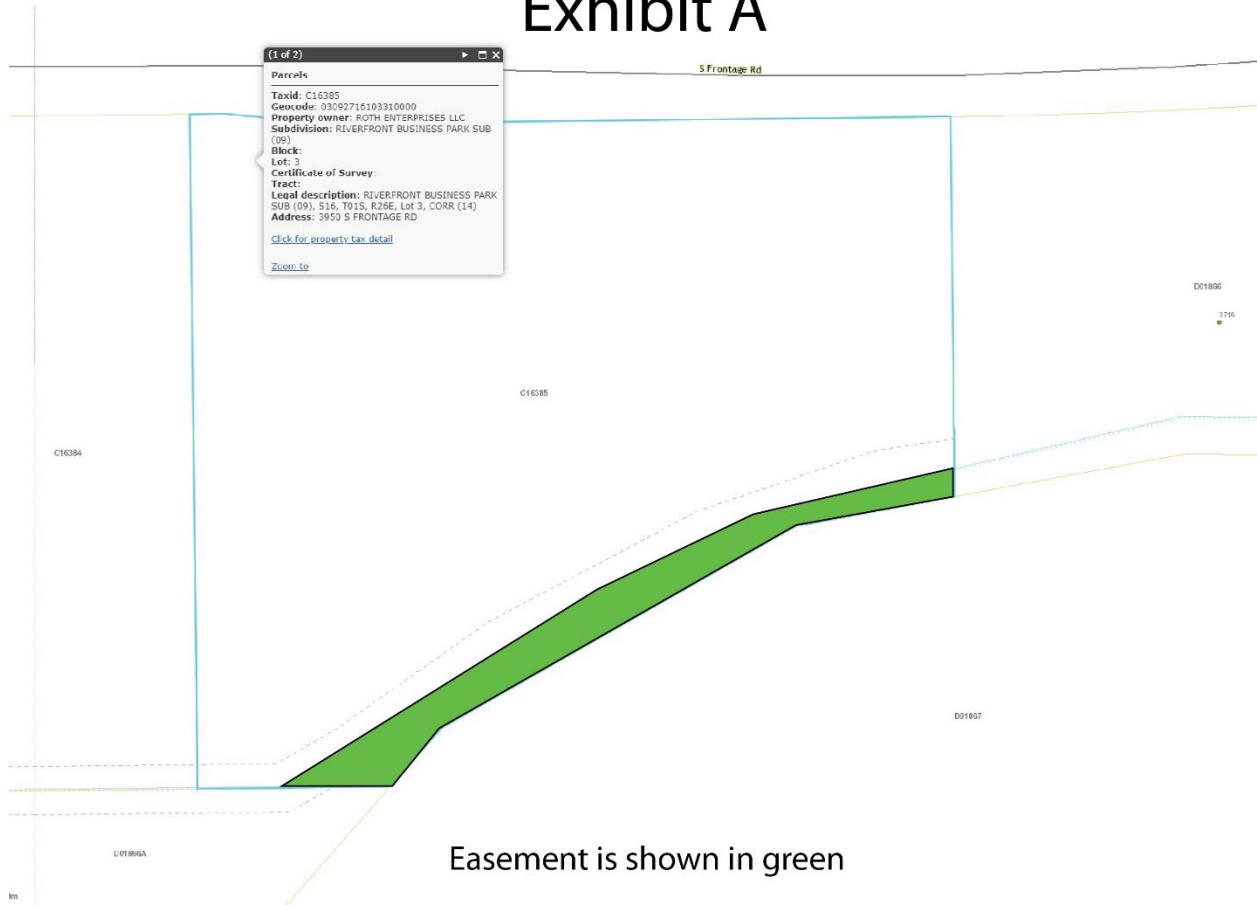 Exhibit A
(1 of 2)
S Frontage Rd
Parcels
Taxid: C16385
Geocode: 03092716103310000
Property owner: ROTH ENTERPRISES LLC
Subdivision: RIVERFRONT BUSINESS PARK SUB
(09)
Block:
Lot: 3
Certificate of Survey:
Tract:
Legal description: RIVERFRONT BUSINESS PARK
SUB (09), S16, T01S, R26E, Lot 3, CORR (14)
Address: 3950 S FRONTAGE RD
Click for property tax detail
Zoom to
D01866
3716
C16385
C16384
D01867
D01866A
Easement is shown in green